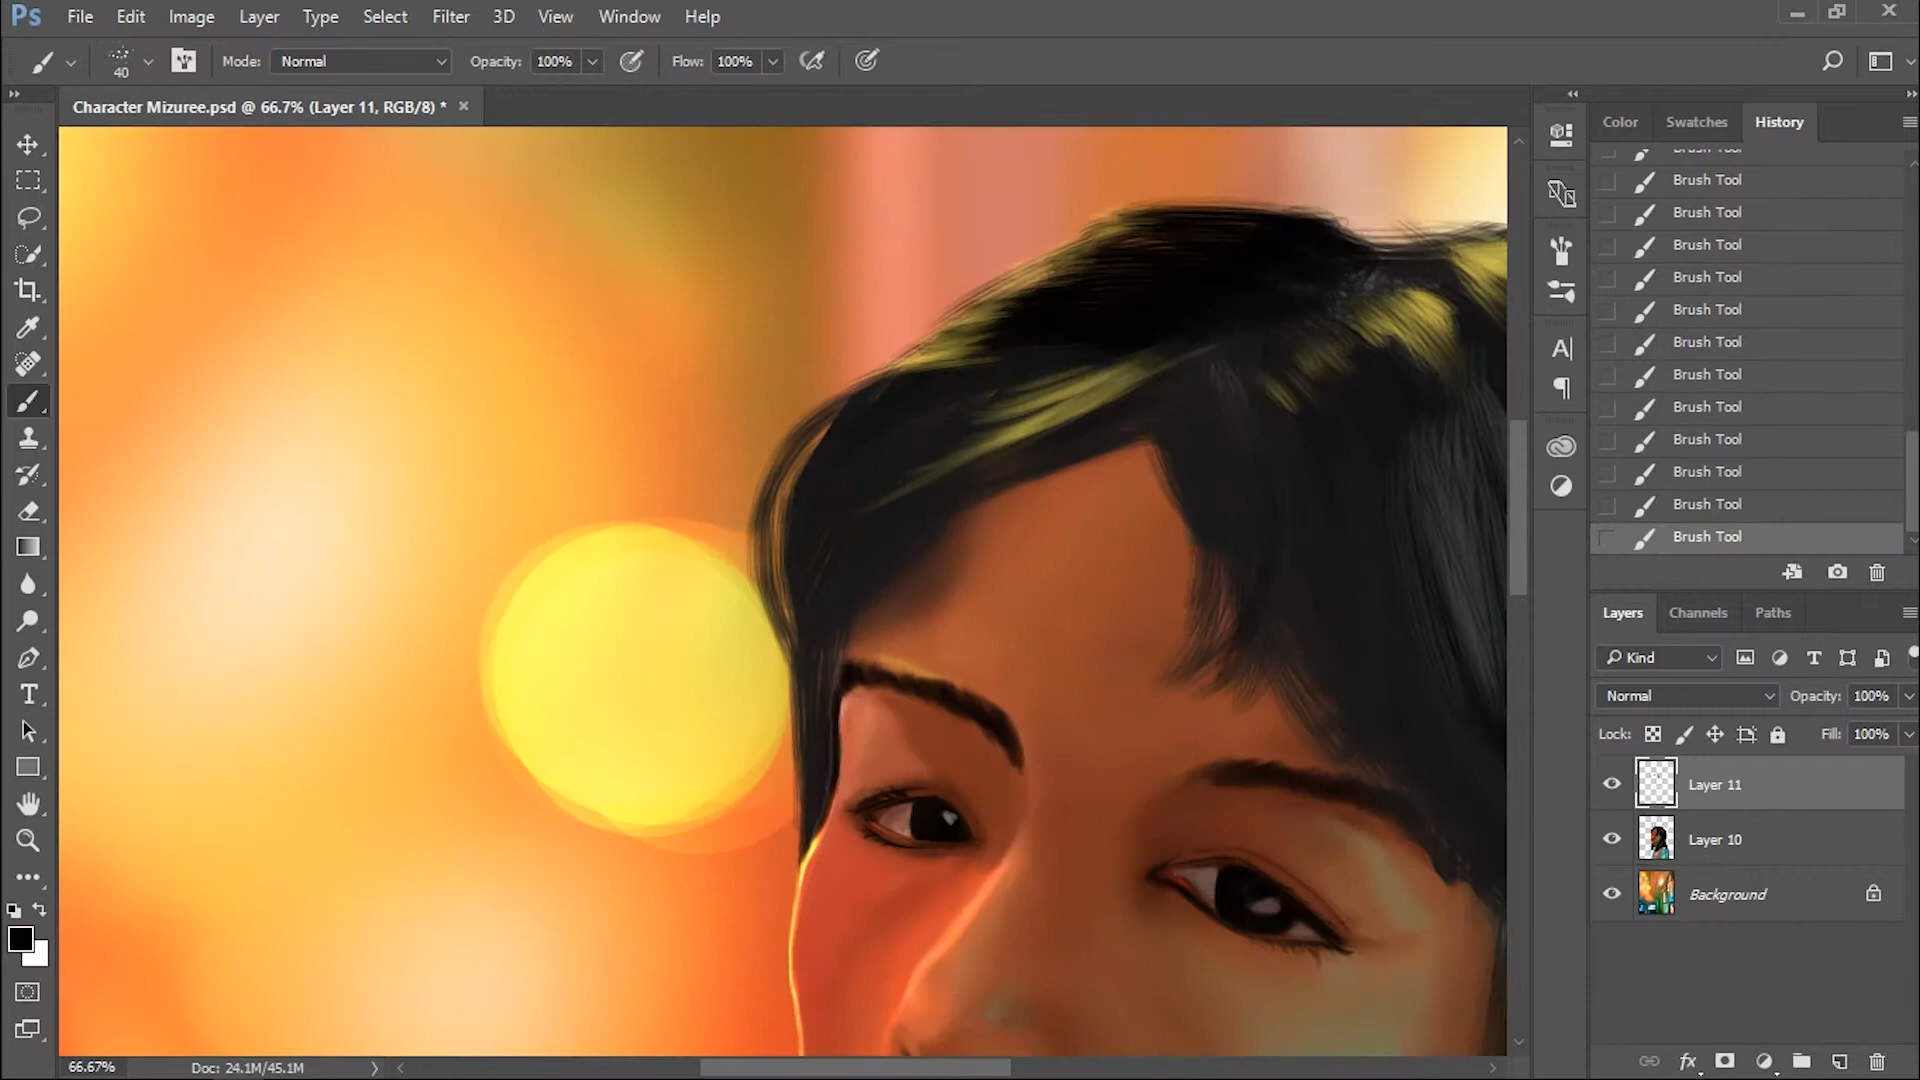 Ps File Edit Image Layer Type Select Filter 3D View Window Help
40 Mode: Normal Opacity: 100% Flow: 100%
Character Mizuree.psd @ 66.7% (Layer 11, RGB/8) *
Color Swatches History
Brush Tool
Brush Tool
Brush Tool
Brush Tool
Brush Tool
Brush Tool
Brush Tool
Brush Tool
Brush Tool
Brush Tool
Brush Tool
Brush Tool
Brush Tool
Layers Channels Paths
Kind
Normal Opacity: 100%
Lock: Fill: 100%
Layer 11
Layer 10
Background
66.67% Doc: 24.1M/45.1M